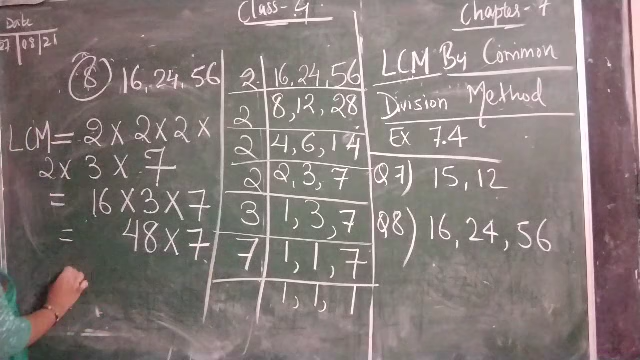 Date
27/08/21
Class-4
Chapter-7
LCM By Common
Division Method
Ex 7.4
Q7) 15, 12
Q8) 16, 24, 56
(8) 16, 24, 56
LCM = 2 x 2 x 2 x
2 x 3 x 7
= 16 x 3 x 7
= 48 x 7
2 | 16, 24, 56
2 | 8, 12, 28
2 | 4, 6, 14
2 | 2, 3, 7
3 | 1, 3, 7
7 | 1, 1, 7
1, 1, 1